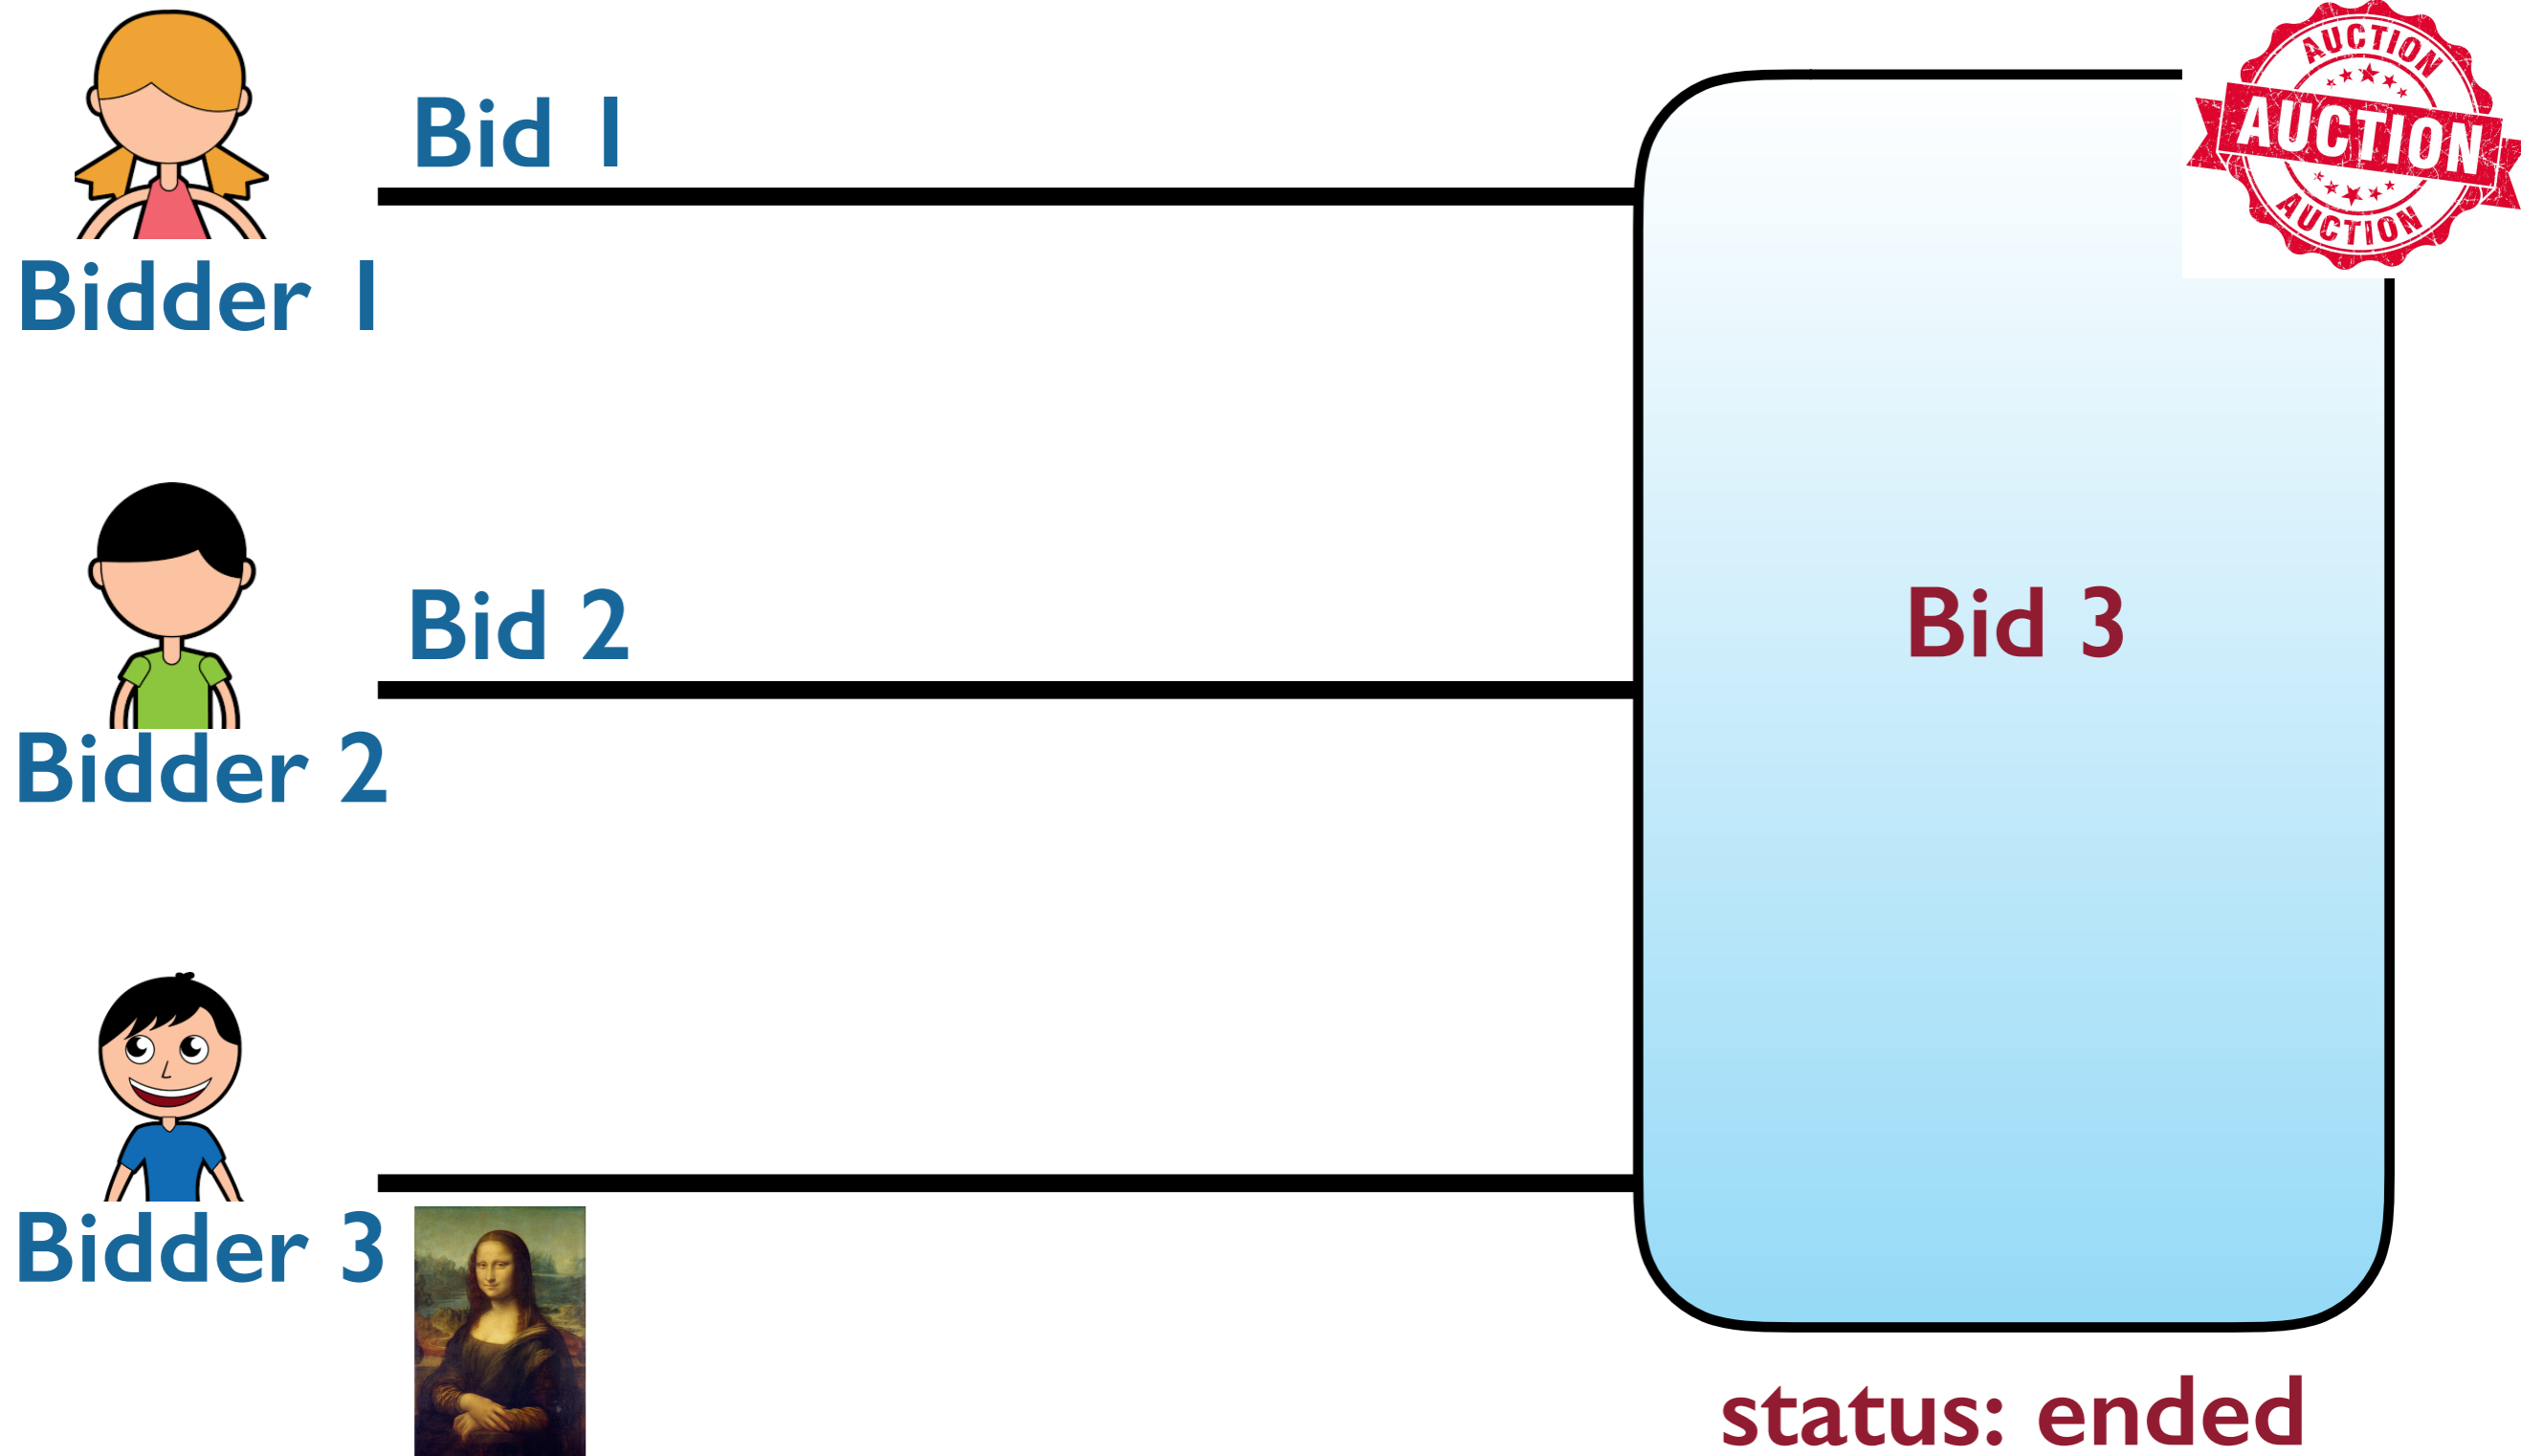 AUCTION
AUCTION
AUCTION
Bid 1
Bidder 1
Bid 2
Bid 3
Bidder 2
Bidder 3
status: ended